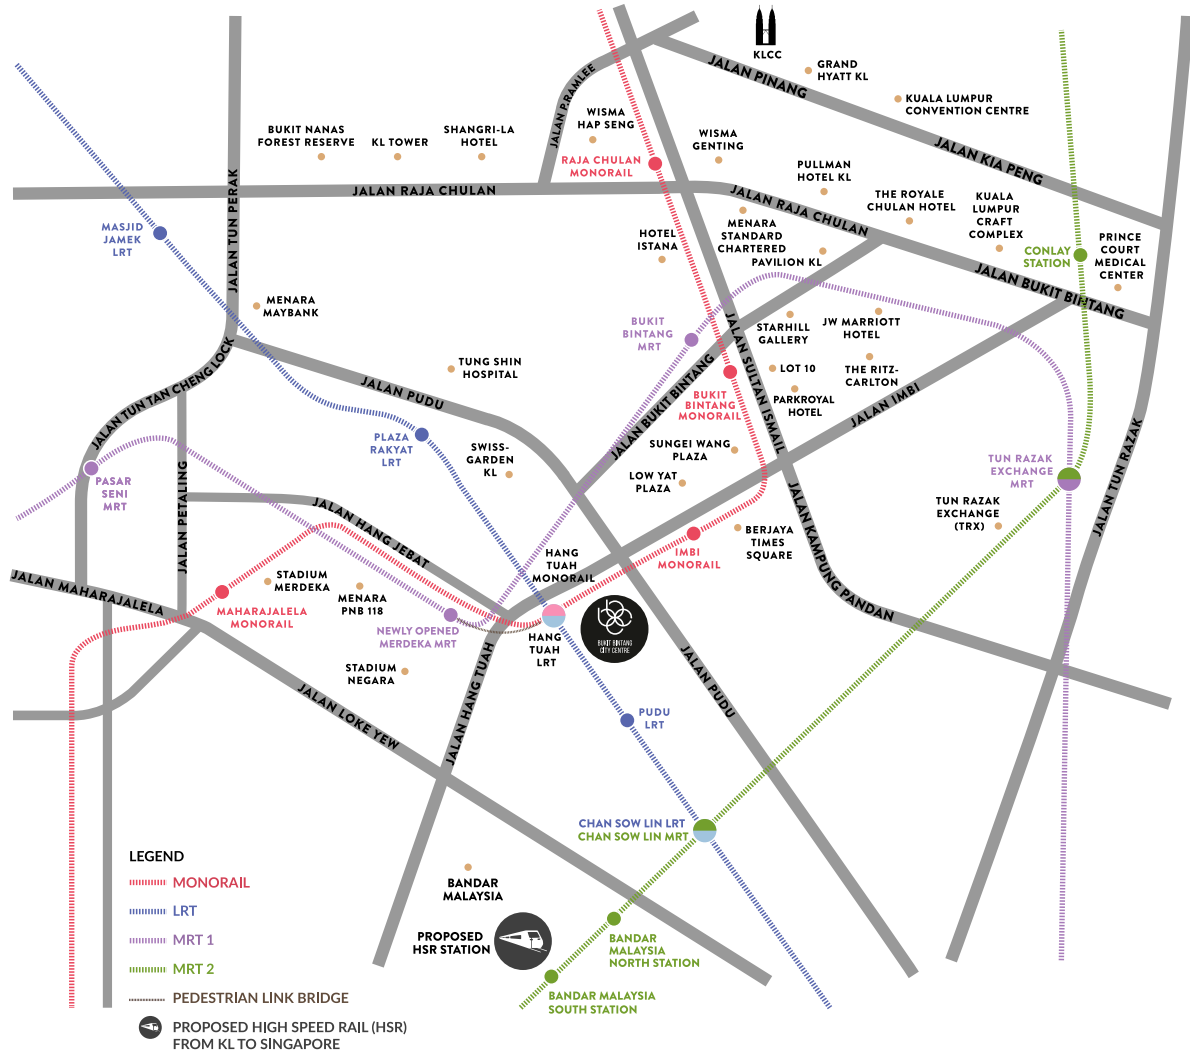 KLCC
JALAN PINANG
GRAND
HYATT KL
KUALA LUMPUR
CONVENTION CENTRE
JALAN P.RAMLEE
WISMA
HAP SENG
WISMA
GENTING
BUKIT NANAS
FOREST RESERVE
KL TOWER
SHANGRI-LA
HOTEL
RAJA CHULAN
MONORAIL
JALAN KIA PENG
PULLMAN
HOTEL KL
JALAN RAJA CHULAN
JALAN RAJA CHULAN
THE ROYALE
CHULAN HOTEL
KUALA
LUMPUR
CRAFT
COMPLEX
JALAN TUN PERAK
MASJID
JAMEK
LRT
HOTEL
ISTANA
MENARA
STANDARD
CHARTERED
PAVILION KL
CONLAY
STATION
PRINCE
COURT
MEDICAL
CENTER
JALAN BUKIT BINTANG
MENARA
MAYBANK
BUKIT
BINTANG
MRT
JALAN SULTAN ISMAIL
STARHILL
GALLERY
JW MARRIOTT
HOTEL
JALAN TUN TAN CHENG LOCK
TUNG SHIN
HOSPITAL
JALAN PUDU
LOT 10
THE RITZ-
CARLTON
PARKROYAL
HOTEL
BUKIT
BINTANG
MONORAIL
JALAN BUKIT BINTANG
JALAN IMBI
PLAZA
RAKYAT
LRT
SWISS-
GARDEN
KL
SUNGEI WANG
PLAZA
LOW YAT
PLAZA
PASAR
SENI
MRT
JALAN PETALING
TUN RAZAK
EXCHANGE
MRT
TUN RAZAK
EXCHANGE
(TRX)
JALAN TUN RAZAK
JALAN HANG JEBAT
HANG
TUAH
MONORAIL
IMBI
MONORAIL
BERJAYA
TIMES
SQUARE
JALAN KAMPUNG PANDAN
JALAN MAHARAJALELA
STADIUM
MERDEKA
MENARA
PNB 118
MAHARAJALELA
MONORAIL
NEWLY OPENED
MERDEKA MRT
HANG
TUAH
LRT
BUKIT BINTANG
CITY CENTRE
STADIUM
NEGARA
JALAN HANG TUAH
JALAN PUDU
JALAN LOKE YEW
PUDU
LRT
CHAN SOW LIN LRT
CHAN SOW LIN MRT
BANDAR
MALAYSIA
PROPOSED
HSR STATION
BANDAR
MALAYSIA
NORTH STATION
BANDAR MALAYSIA
SOUTH STATION
LEGEND
MONORAIL
LRT
MRT 1
MRT 2
PEDESTRIAN LINK BRIDGE
PROPOSED HIGH SPEED RAIL (HSR)
FROM KL TO SINGAPORE